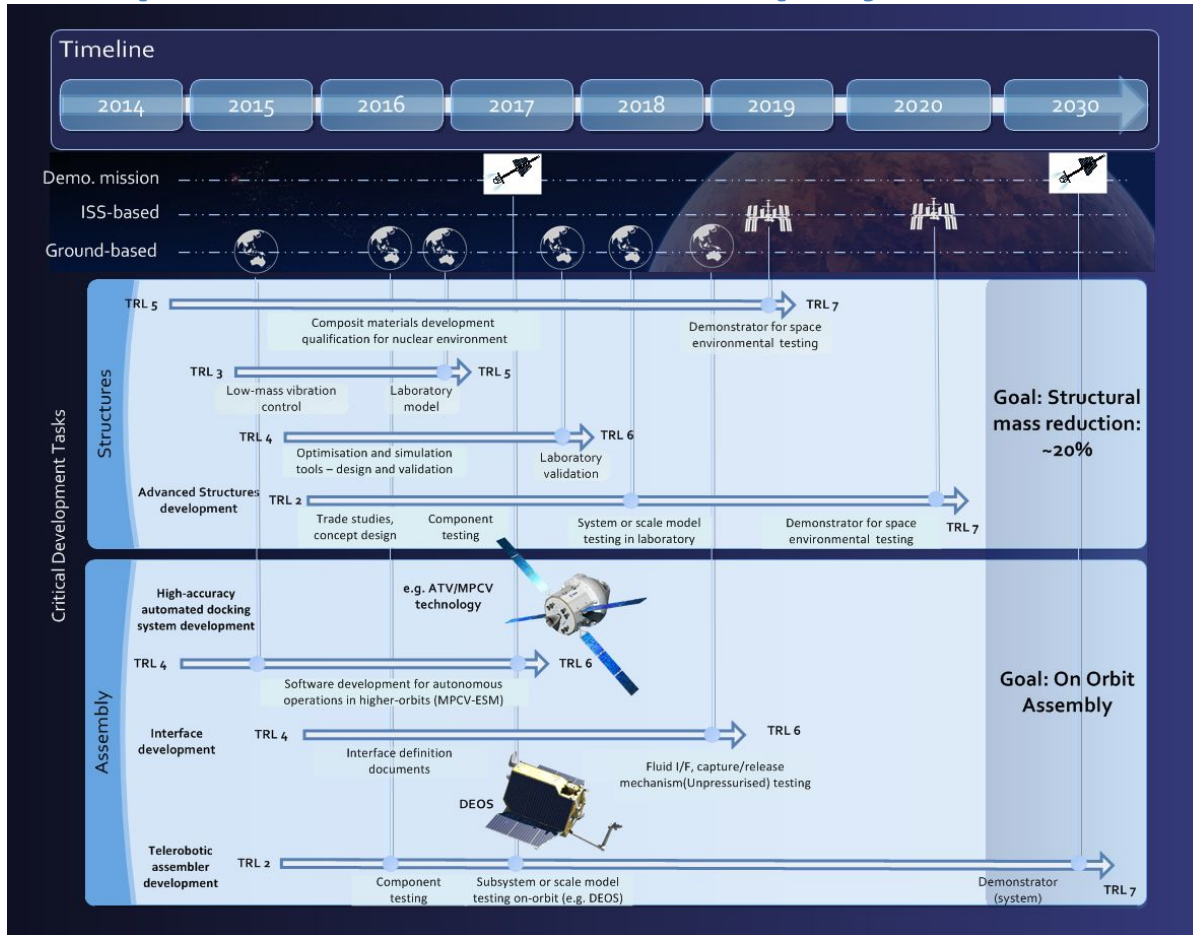 Timeline
2014 2015 2016 2017 2018 2019 2020 2030
Demo. mission
ISS-based
Ground-based
Critical Development Tasks
Structures
TRL 5
TRL 7
Composit materials development
qualification for nuclear environment
Demonstrator for space
environmental testing
TRL 3
TRL 5
Low-mass vibration
control
Laboratory
model
TRL 4
TRL 6
Optimisation and simulation
tools – design and validation
Laboratory
validation
Advanced Structures
development
TRL 2
TRL 7
Trade studies,
concept design
Component
testing
System or scale model
testing in laboratory
Demonstrator for space
environmental testing
Goal: Structural
mass reduction:
~20%
Assembly
High-accuracy
automated docking
system development
e.g. ATV/MPCV
technology
TRL 4
TRL 6
Software development for autonomous
operations in higher-orbits (MPCV-ESM)
Interface
development
TRL 4
TRL 6
Interface definition
documents
Fluid I/F, capture/release
mechanism(Unpressurised) testing
DEOS
Telerobotic
assembler
development
TRL 2
TRL 7
Component
testing
Subsystem or scale model
testing on-orbit (e.g. DEOS)
Demonstrator
(system)
Goal: On Orbit
Assembly